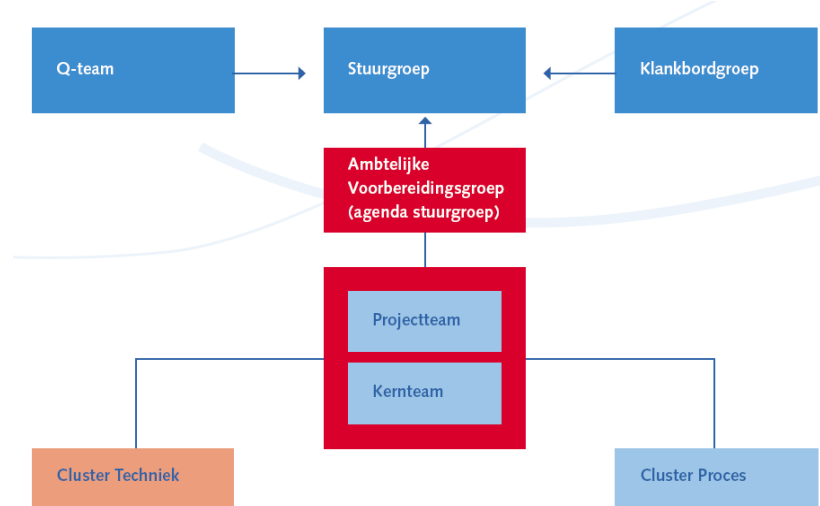 Q-team
Stuurgroep
Klankbordgroep
Ambtelijke
Voorbereidingsgroep
(agenda stuurgroep)
Projectteam
Kernteam
Cluster Techniek
Cluster Proces